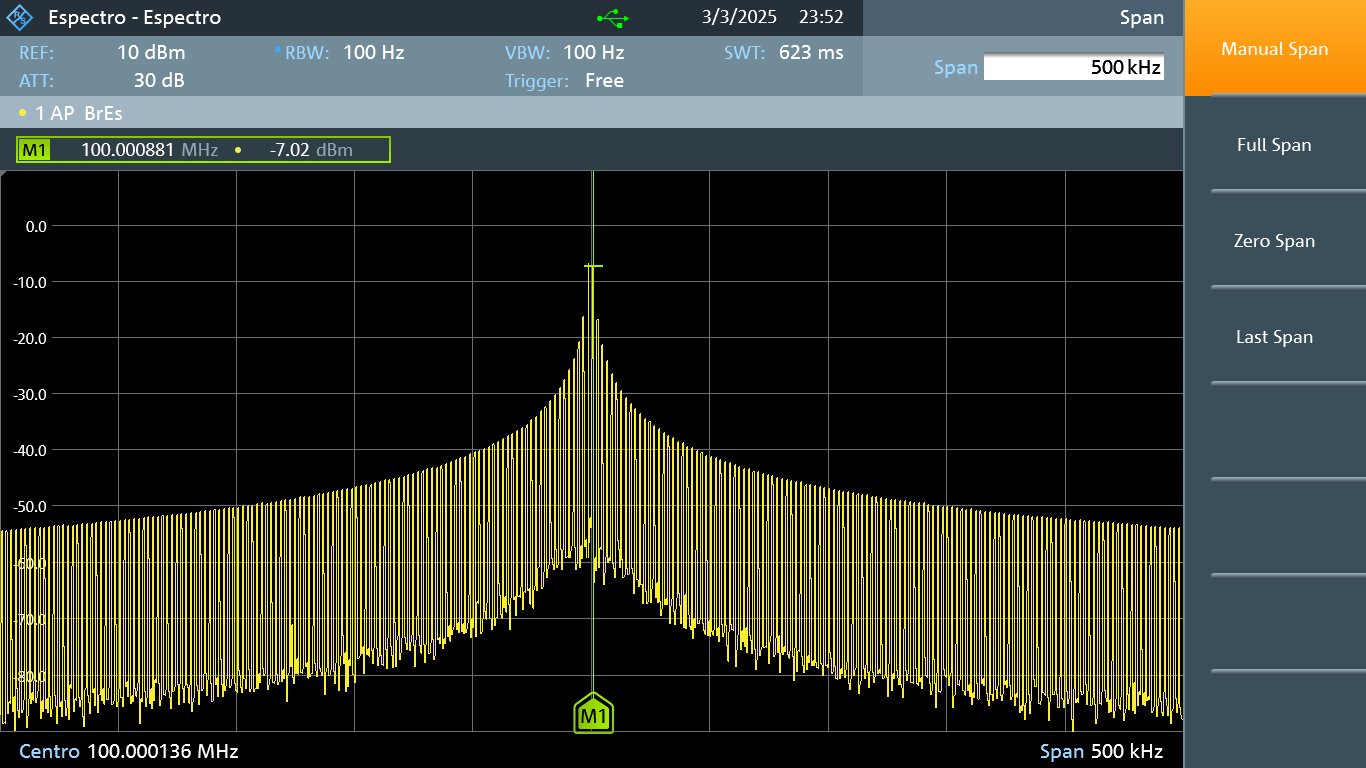 Espectro - Espectro 3/3/2025 23:52 Span
REF: 10 dBm RBW: 100 Hz VBW: 100 Hz SWT: 623 ms
ATT: 30 dB Trigger: Free
Span 500 kHz
1 AP BrEs
M1 100.000881 MHz -7.02 dBm
0.0
-10.0
-20.0
-30.0
-40.0
-50.0
-60.0
-70.0
-80.0
M1
Centro 100.000136 MHz Span 500 kHz
Manual Span
Full Span
Zero Span
Last Span